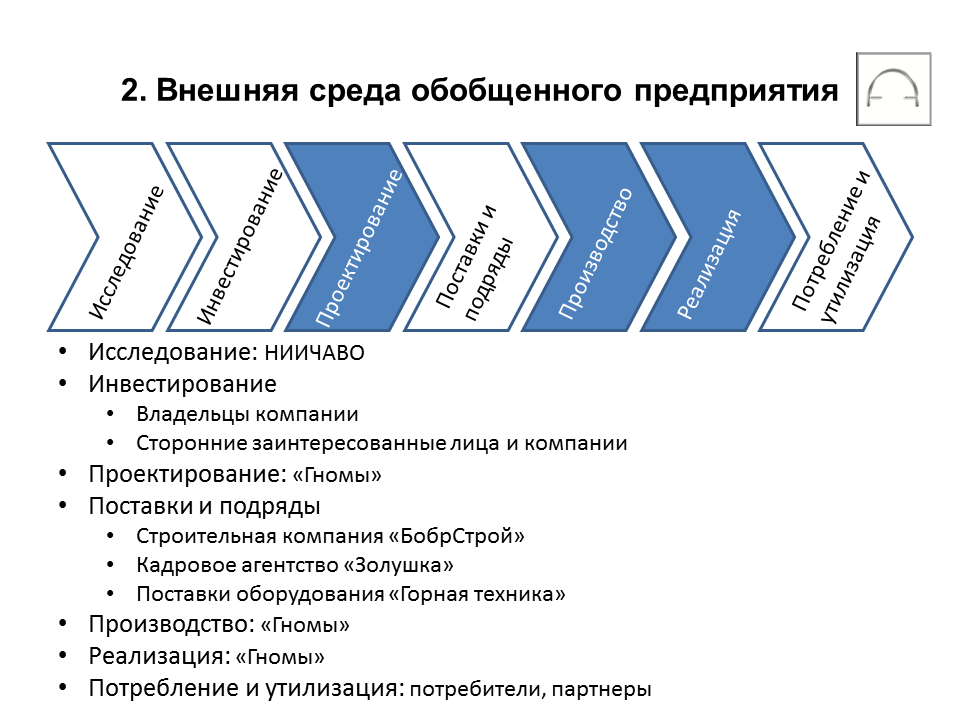 2. Внешняя среда обобщенного предприятия
Исследование
Инвестирование
Проектирование
Поставки и
подряды
Производство
Реализация
Потребление и
утилизация
• Исследование: НИИЧАВО
• Инвестирование
• Владельцы компании
• Сторонние заинтересованные лица и компании
• Проектирование: «Гномы»
• Поставки и подряды
• Строительная компания «БобрСтрой»
• Кадровое агентство «Золушка»
• Поставки оборудования «Горная техника»
• Производство: «Гномы»
• Реализация: «Гномы»
• Потребление и утилизация: потребители, партнеры